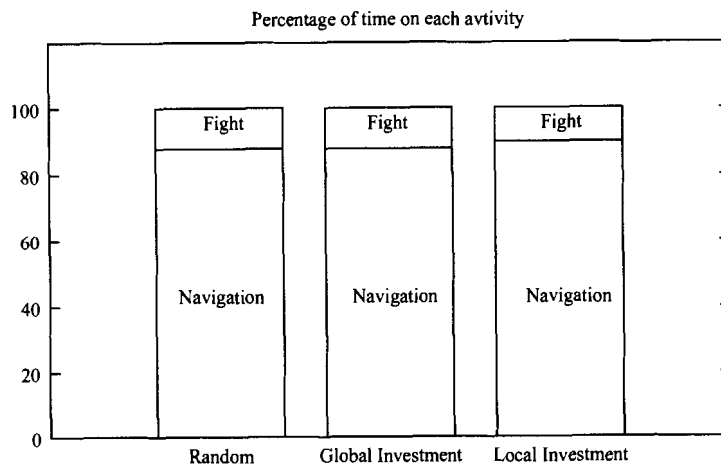 Percentage of time on each avtivity
100
80
60
40
20
0
Fight
Fight
Fight
Navigation
Navigation
Navigation
Random
Global Investment
Local Investment